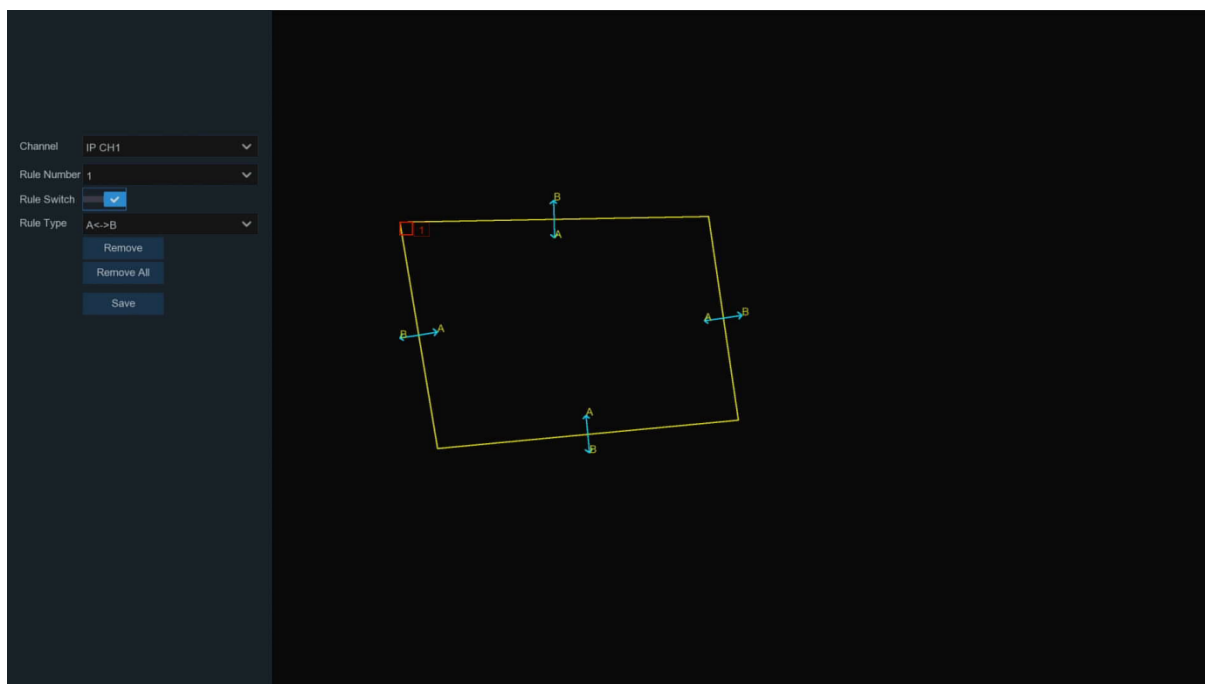 Channel IP CH1
Rule Number 1
Rule Switch
Rule Type A<->B
Remove
Remove All
Save
B
A
1
B A
A B
A
B